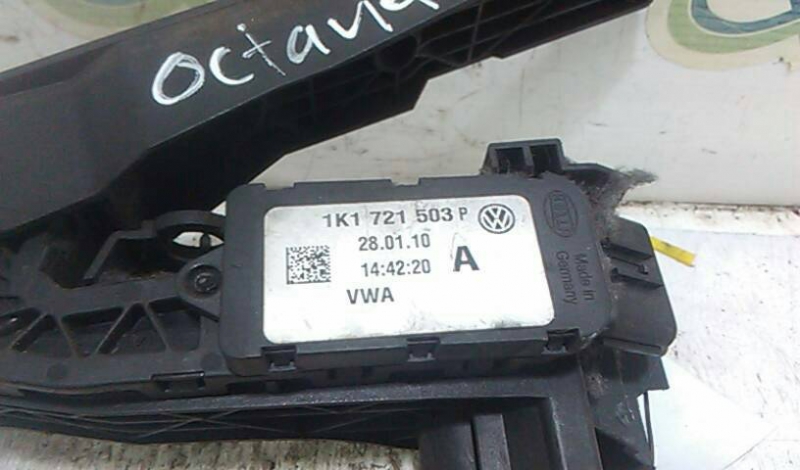 Octavia
1K1 721 503 P
28.01.10
14:42:20 A
VWA
Made in
Germany